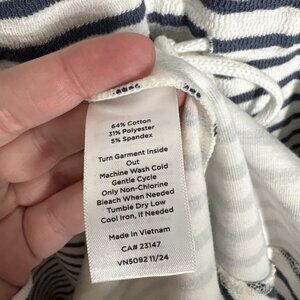 64% Cotton
31% Polyester
5% Spandex
Turn Garment Inside
Out
Machine Wash Cold
Gentle Cycle
Only Non-Chlorine
Bleach When Needed
Tumble Dry Low
Cool Iron, if Needed
Made in Vietnam
CA# 23147
VN5092 11/24